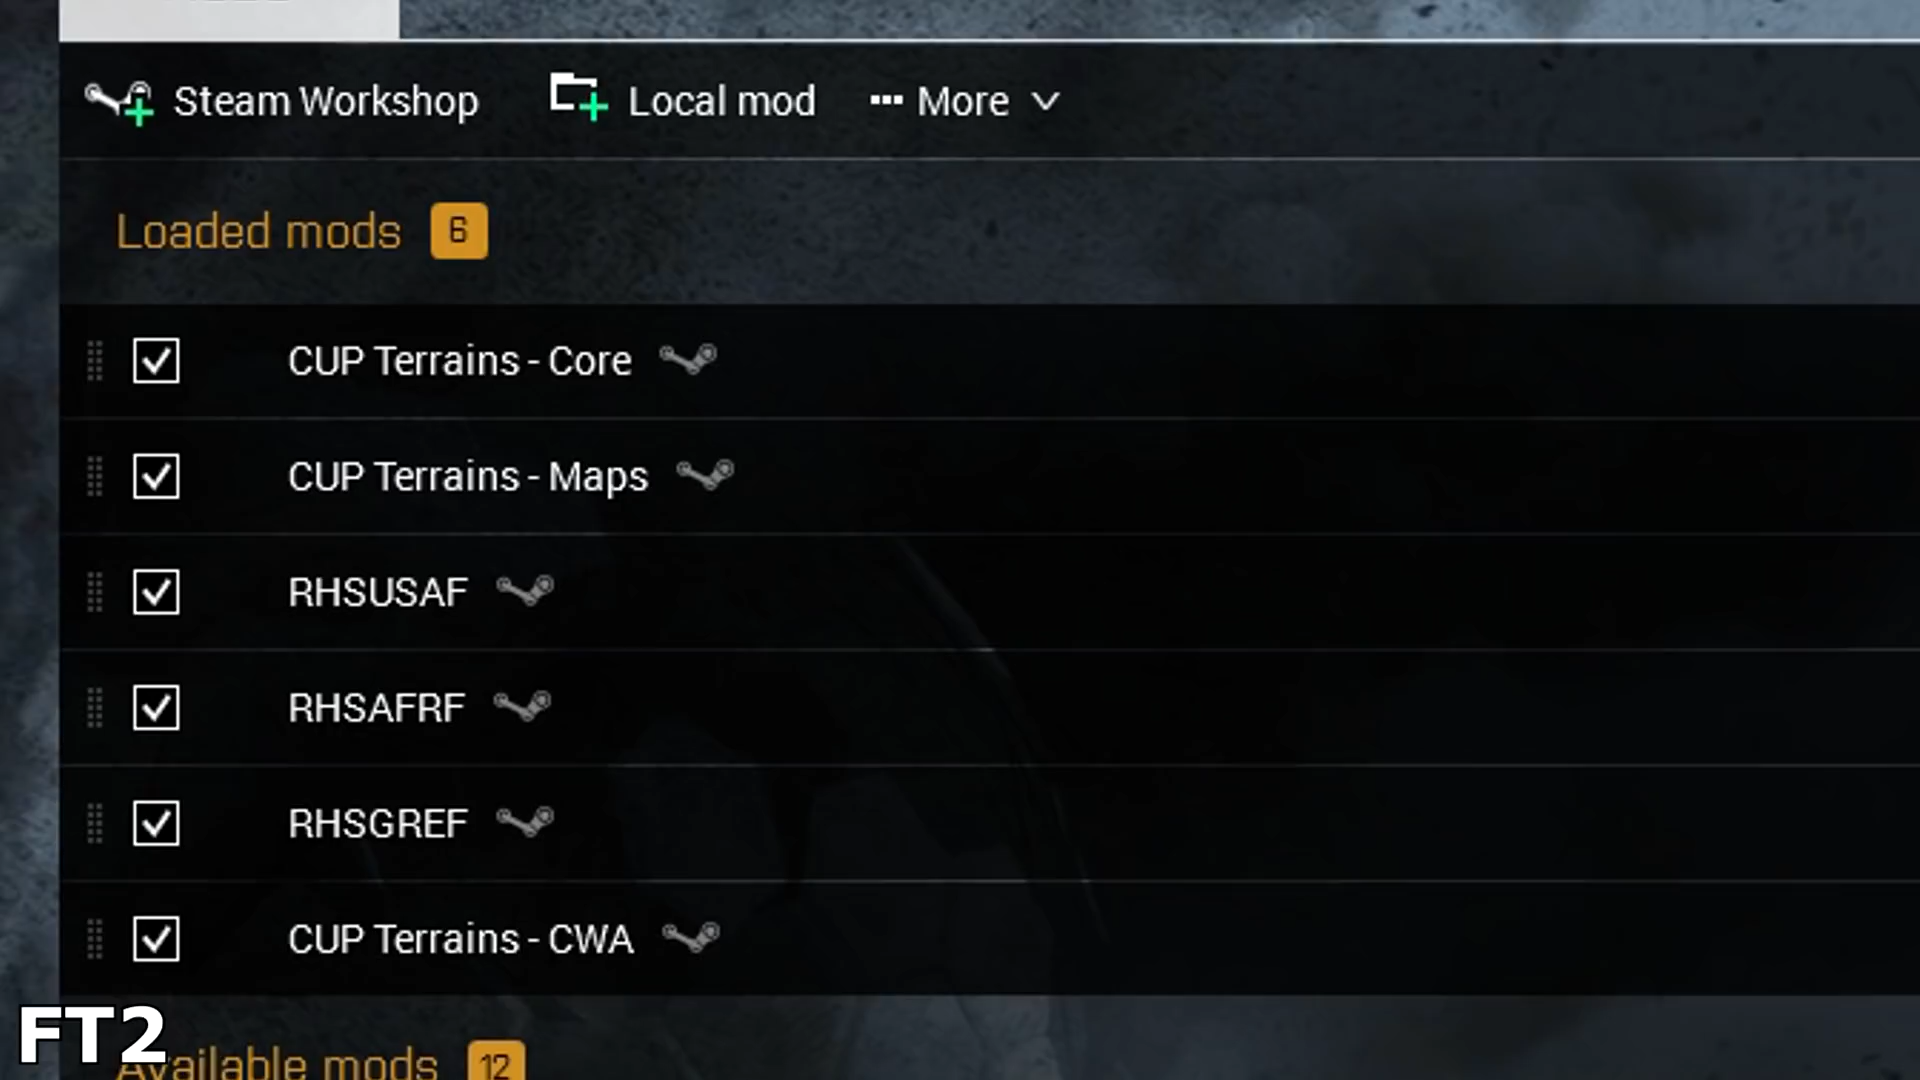 Steam Workshop Local mod ... More
Loaded mods 6
CUP Terrains - Core
CUP Terrains - Maps
RHSUSAF
RHSAFRF
RHSGREF
CUP Terrains - CWA
FT2
Available mods 12